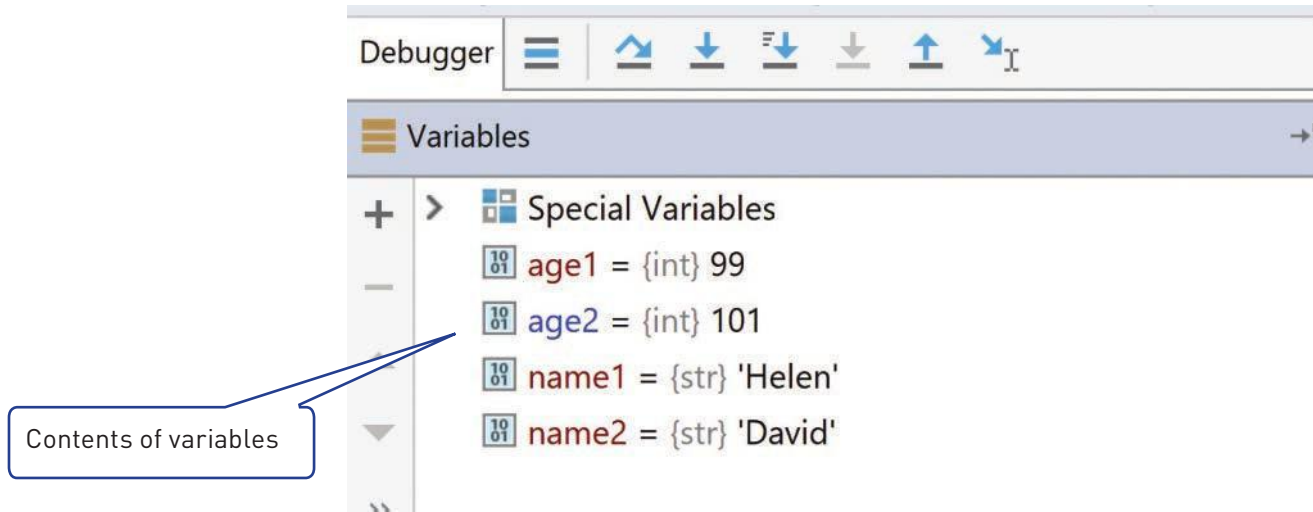 Debugger
Variables
Special Variables
age1 = {int} 99
age2 = {int} 101
name1 = {str} 'Helen'
name2 = {str} 'David'
Contents of variables